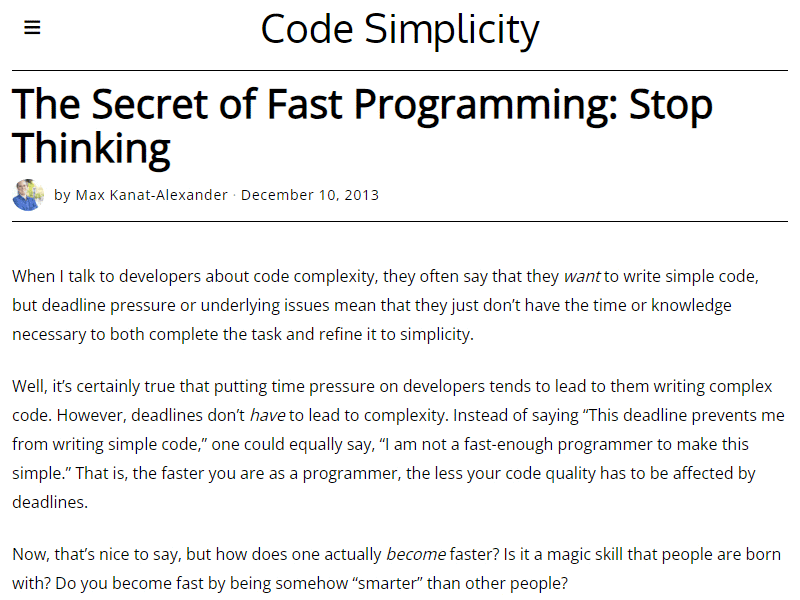 Code Simplicity
The Secret of Fast Programming: Stop
Thinking
by Max Kanat-Alexander · December 10, 2013
When I talk to developers about code complexity, they often say that they want to write simple code,
but deadline pressure or underlying issues mean that they just don’t have the time or knowledge
necessary to both complete the task and refine it to simplicity.
Well, it’s certainly true that putting time pressure on developers tends to lead to them writing complex
code. However, deadlines don’t have to lead to complexity. Instead of saying “This deadline prevents me
from writing simple code,” one could equally say, “I am not a fast-enough programmer to make this
simple.” That is, the faster you are as a programmer, the less your code quality has to be affected by
deadlines.
Now, that’s nice to say, but how does one actually become faster? Is it a magic skill that people are born
with? Do you become fast by being somehow “smarter” than other people?